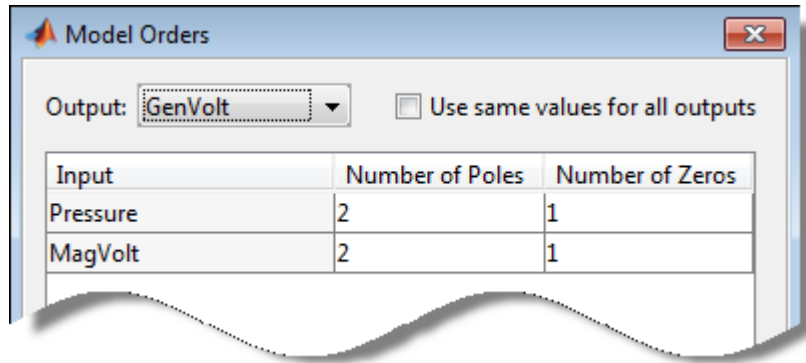 Model Orders
Output: GenVolt Use same values for all outputs
Input Number of Poles Number of Zeros
Pressure 2 1
MagVolt 2 1